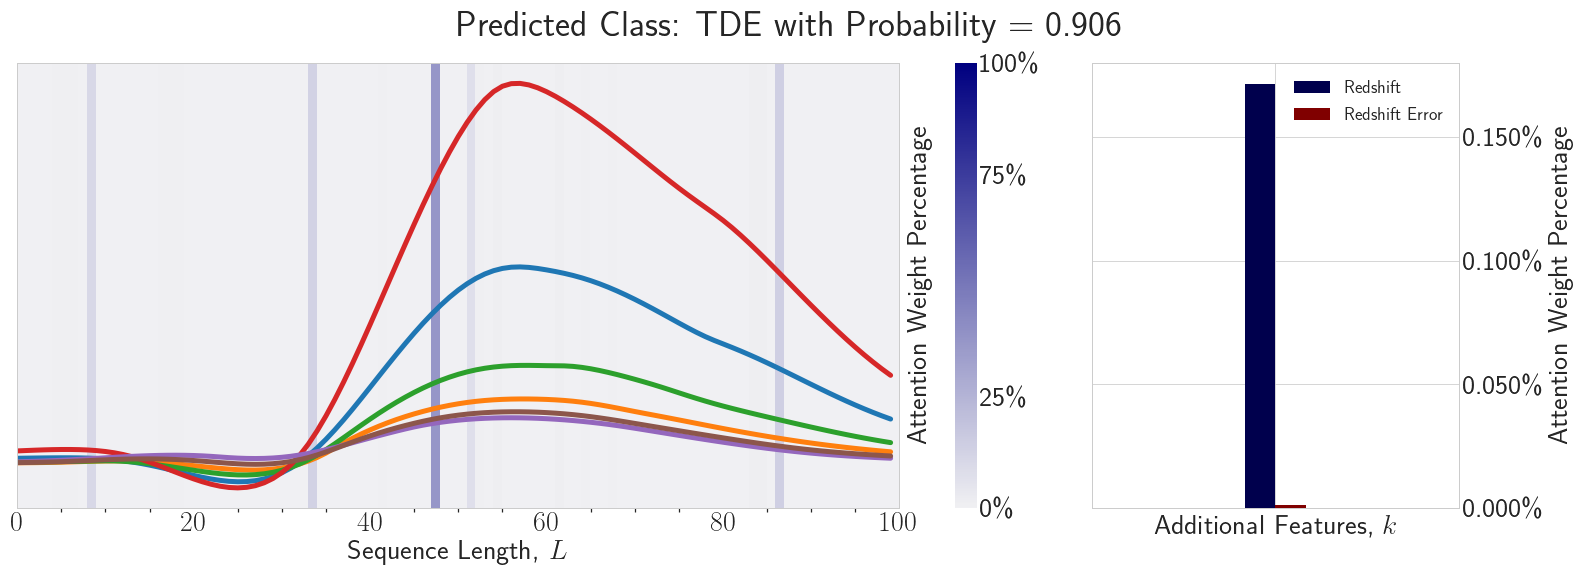 Predicted Class: TDE with Probability = 0.906
0 20 40 60 80 100
Sequence Length, L
100%
75%
25%
0%
Attention Weight Percentage
Redshift
Redshift Error
0.150%
0.100%
0.050%
0.000%
Attention Weight Percentage
Additional Features, k